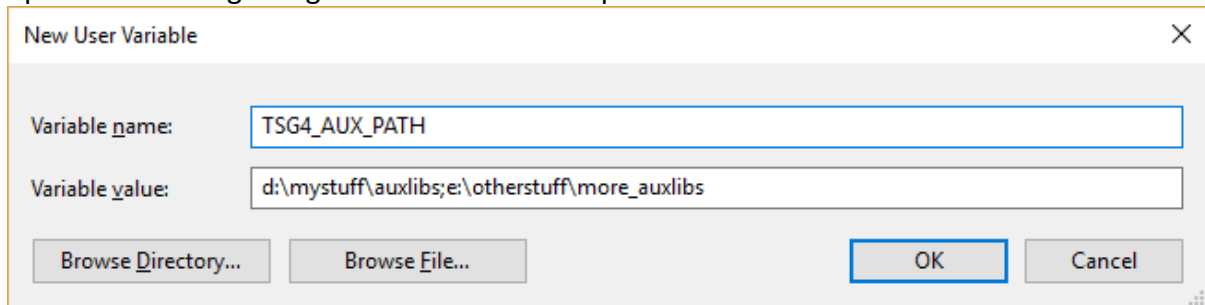 New User Variable
Variable name: TSG4_AUX_PATH
Variable value: d:\mystuff\auxlibs;e:\otherstuff\more_auxlibs
Browse Directory... Browse File... OK Cancel